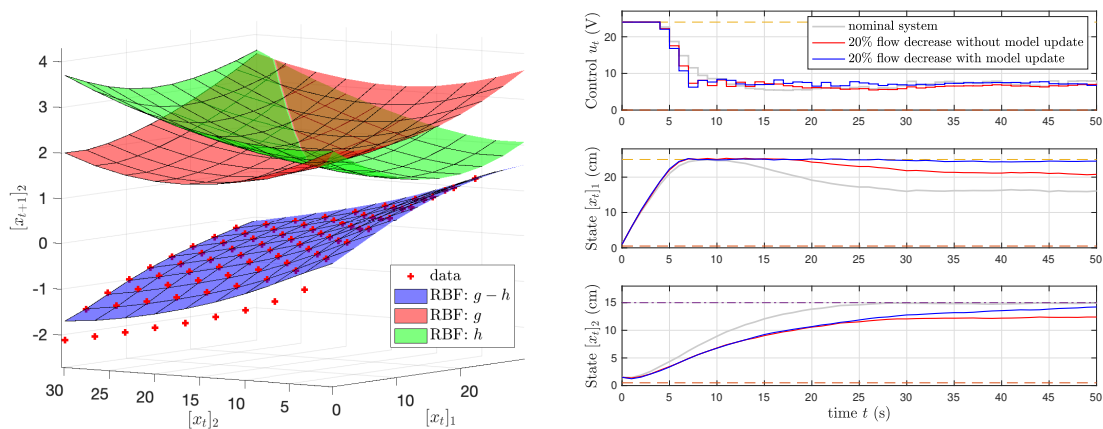 4
3
2
1
0
-1
-2
[x_{t+1}]_2
30
25
20
15
10
5
0
[x_t]_2
0
10
20
[x_t]_1
data
RBF: g − h
RBF: g
RBF: h
Control u_t (V)
20
10
0
nominal system
20% flow decrease without model update
20% flow decrease with model update
0 5 10 15 20 25 30 35 40 45 50
State [x_t]_1 (cm)
20
10
0
0 5 10 15 20 25 30 35 40 45 50
State [x_t]_2 (cm)
15
10
5
0
0 5 10 15 20 25 30 35 40 45 50
time t (s)